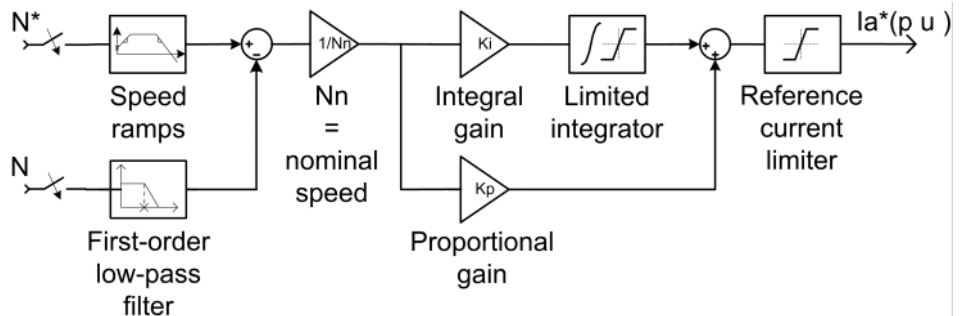 N*
Ia*(p u )
1/Nn
Ki
Speed
ramps
Nn
=
nominal
speed
Integral
gain
Limited
integrator
Reference
current
limiter
N
Kp
First-order
low-pass
filter
Proportional
gain